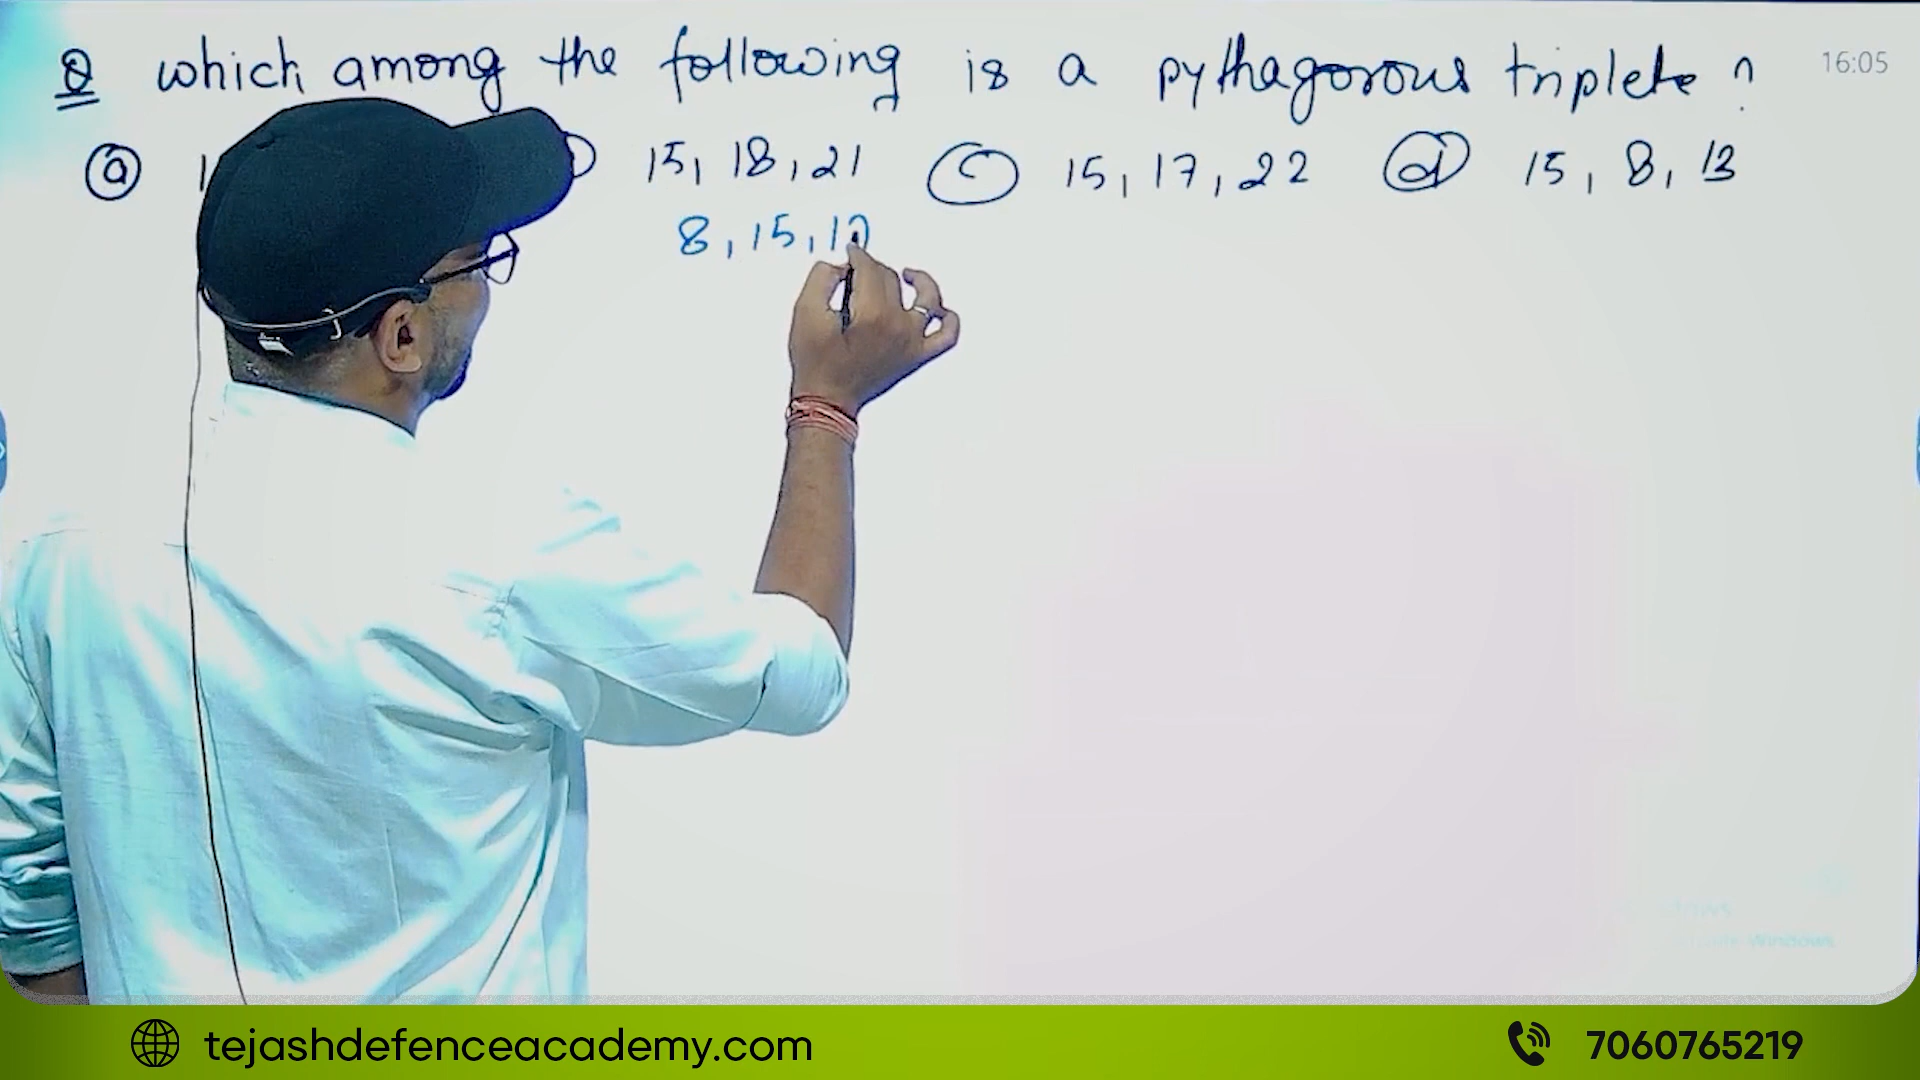 Q which among the following is a pythagorous triplete ?
16:05
(a) 15, 18, 21 (c) 15, 17, 22 (d) 15, 8, 13
8, 15, 17
tejashdefenceacademy.com 7060765219